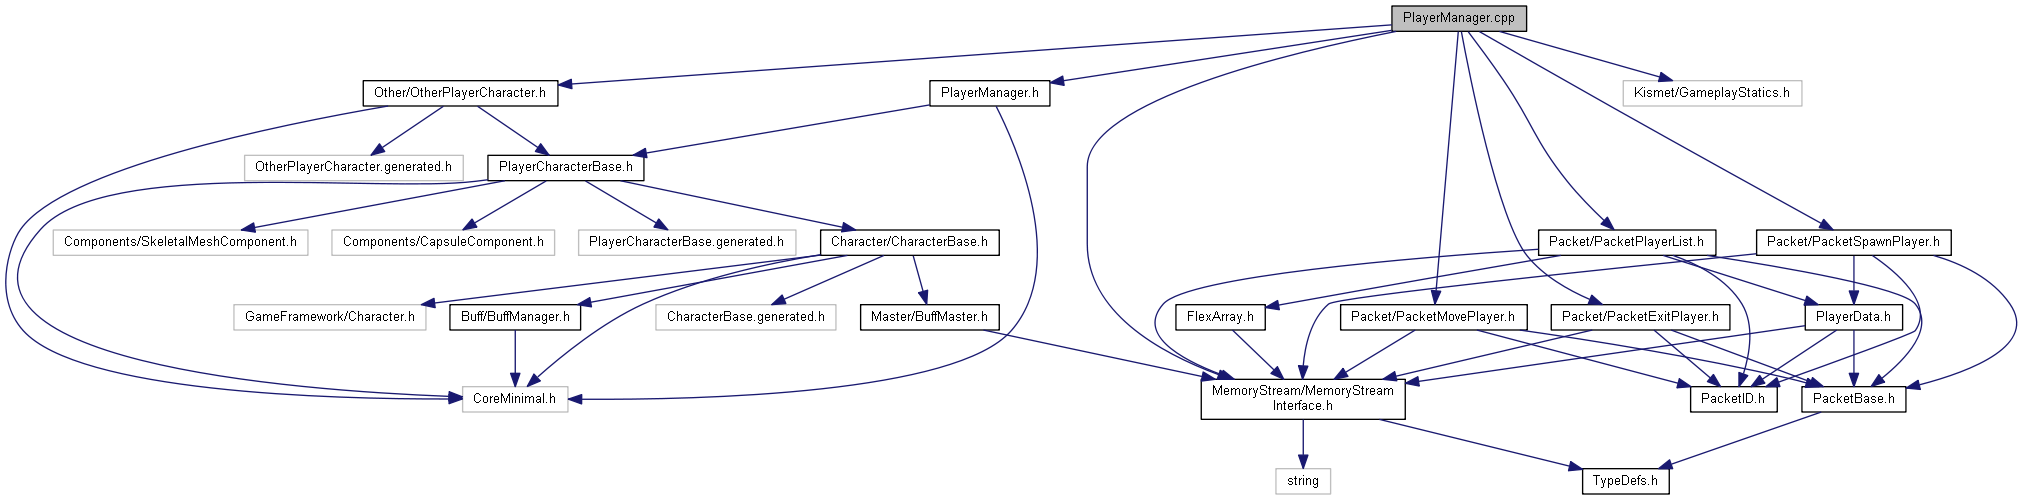 PlayerManager.cpp
Other/OtherPlayerCharacter.h
PlayerManager.h
Kismet/GameplayStatics.h
OtherPlayerCharacter.generated.h
PlayerCharacterBase.h
Components/SkeletalMeshComponent.h
Components/CapsuleComponent.h
PlayerCharacterBase.generated.h
Character/CharacterBase.h
Packet/PacketPlayerList.h
Packet/PacketSpawnPlayer.h
GameFramework/Character.h
Buff/BuffManager.h
CharacterBase.generated.h
Master/BuffMaster.h
FlexArray.h
Packet/PacketMovePlayer.h
Packet/PacketExitPlayer.h
PlayerData.h
CoreMinimal.h
MemoryStream/MemoryStream
Interface.h
PacketID.h
PacketBase.h
string
TypeDefs.h